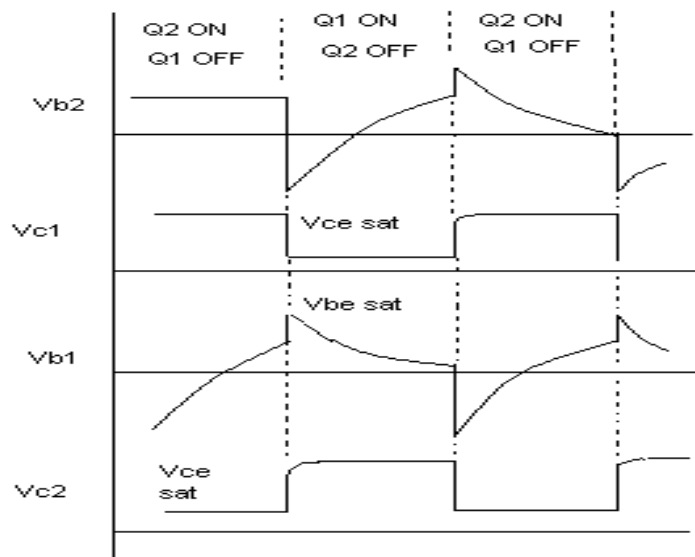 Q2 ON
Q1 OFF
Q1 ON
Q2 OFF
Q2 ON
Q1 OFF
Vb2
Vc1
Vce sat
Vbe sat
Vb1
Vce
sat
Vc2